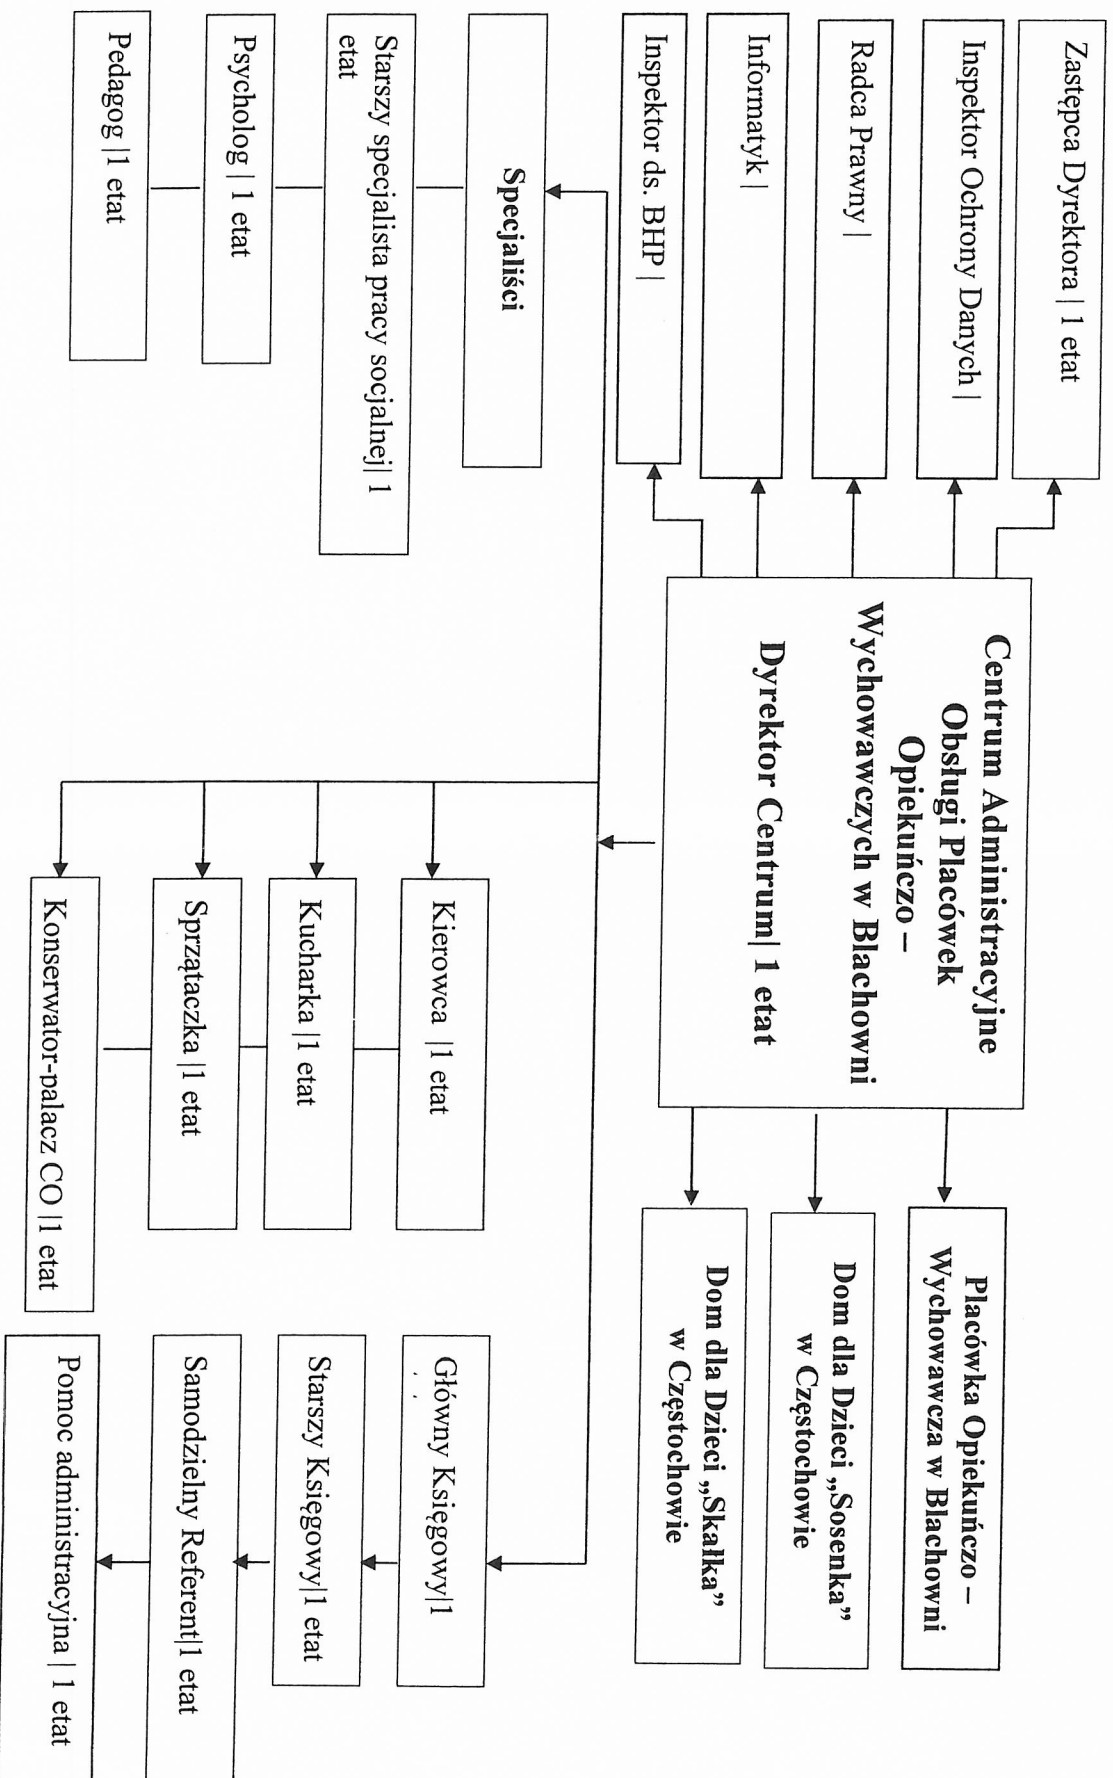 Zastępca Dyrektora | 1 etat
Inspektor Ochrony Danych |
Radca Prawny |
Informatyk |
Inspektor ds. BHP |
Centrum Administracyjne
Obsługi Placówek
Opiekuńczo –
Wychowawczych w Blachowni
Dyrektor Centrum| 1 etat
Placówka Opiekuńczo –
Wychowawcza w Blachowni
Dom dla Dzieci „Sosenka”
w Częstochowie
Dom dla Dzieci „Skałka”
w Częstochowie
Specjaliści
Starszy specjalista pracy socjalnej| 1
etat
Psycholog | 1 etat
Pedagog |1 etat
Kierowca |1 etat
Kucharka |1 etat
Sprzątaczka |1 etat
Konserwator-palacz CO |1 etat
Główny Księgowy|1
Starszy Księgowy|1 etat
Samodzielny Referent|1 etat
Pomoc administracyjna | 1 etat